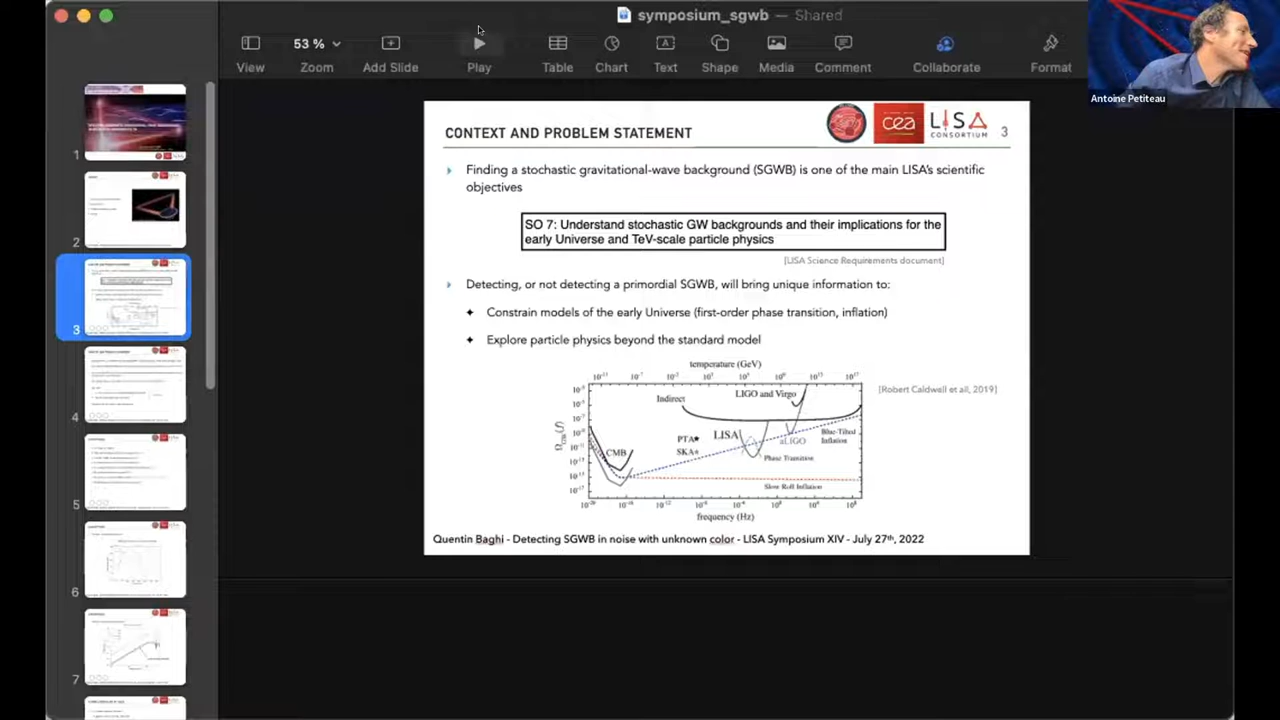 symposium_sgwb — Shared
53 %
View
Zoom
Add Slide
Play
Table
Chart
Text
Shape
Media
Comment
Collaborate
Format
Antoine Petiteau
1
2
3
4
5
6
7
CONTEXT AND PROBLEM STATEMENT
cea
LISA
CONSORTIUM
3
Finding a stochastic gravitational-wave background (SGWB) is one of the main LISA's scientific
objectives
SO 7: Understand stochastic GW backgrounds and their implications for the
early Universe and TeV-scale particle physics
[LISA Science Requirements document]
Detecting, or not detecting a primordial SGWB, will bring unique information to:
Constrain models of the early Universe (first-order phase transition, inflation)
Explore particle physics beyond the standard model
temperature (GeV)
[Robert Caldwell et all, 2019]
Indirect
LIGO and Virgo
LISA
aLIGO
Blue-Tilted
Inflation
PTA
SKA
CMB
Phase Transition
Slow Roll Inflation
frequency (Hz)
Quentin Baghi - Detecting SGWB in noise with unknown color - LISA Symposium XIV - July 27th, 2022